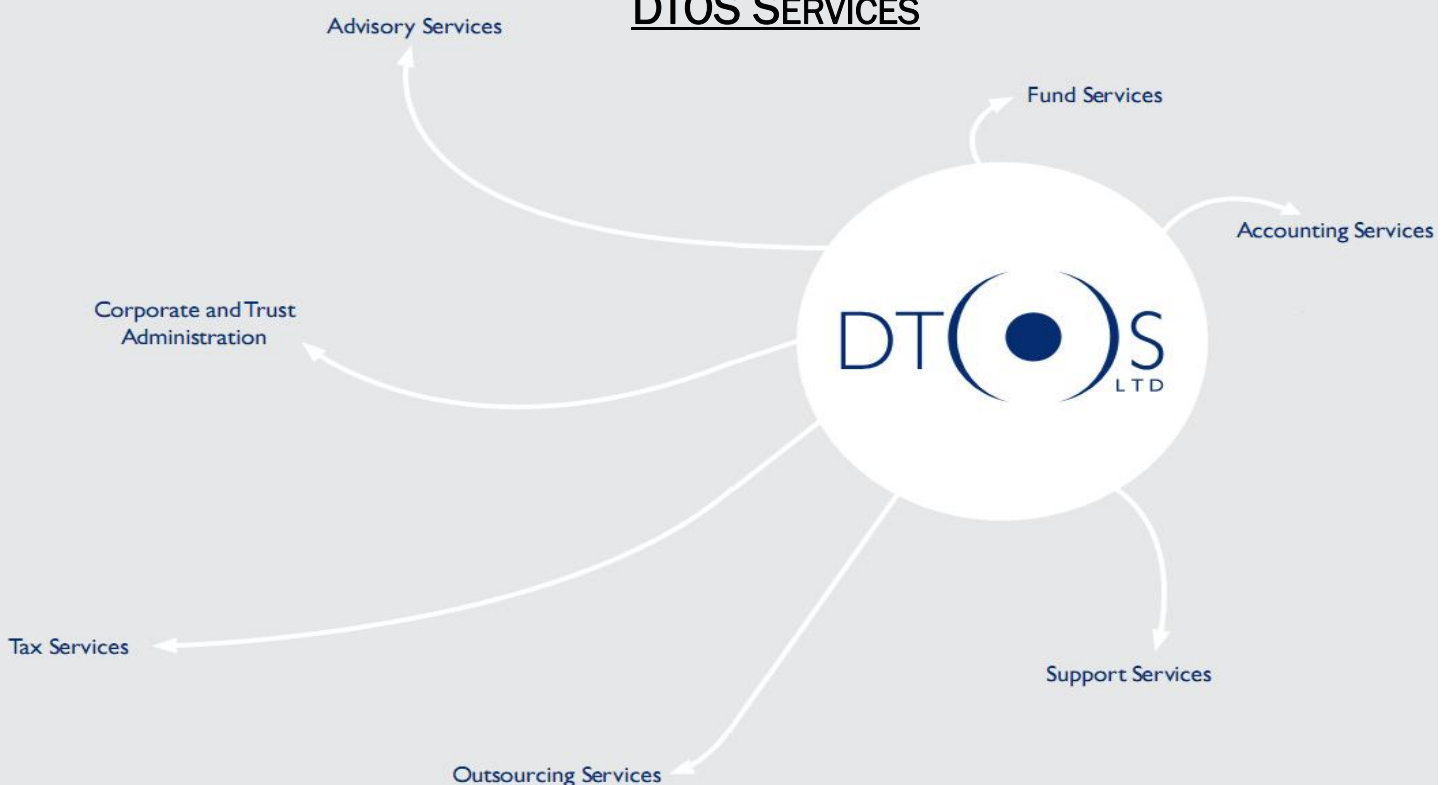 DTOS SERVICES
Advisory Services
Fund Services
Accounting Services
Corporate and Trust
Administration
DTOS
LTD
Tax Services
Support Services
Outsourcing Services